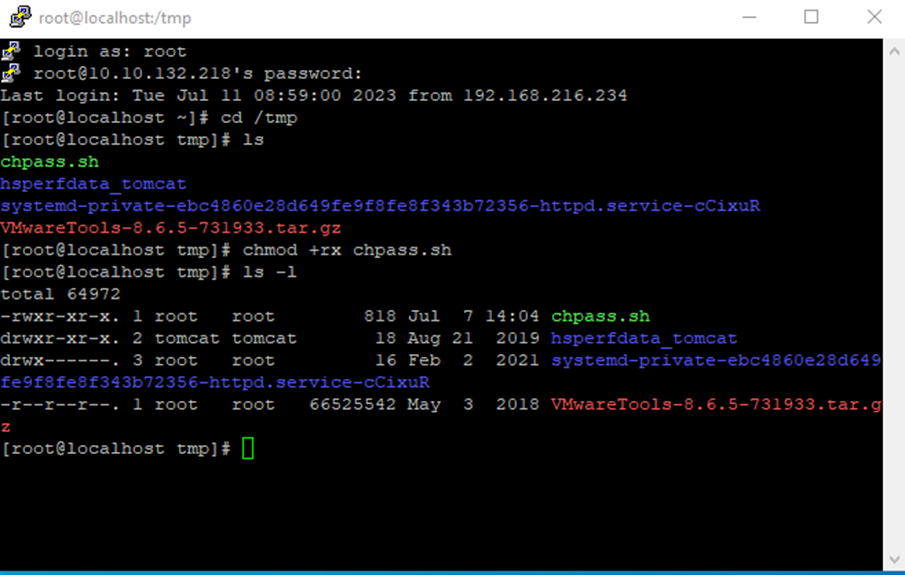 root@localhost:/tmp
login as: root
root@10.10.132.218's password:
Last login: Tue Jul 11 08:59:00 2023 from 192.168.216.234
[root@localhost ~]# cd /tmp
[root@localhost tmp]# ls
chpass.sh
hsperfdata_tomcat
systemd-private-ebc4860e28d649fe9f8fe8f343b72356-httpd.service-cCixuR
VMwareTools-8.6.5-731933.tar.gz
[root@localhost tmp]# chmod +rx chpass.sh
[root@localhost tmp]# ls -l
total 64972
-rwxr-xr-x. 1 root   root        818 Jul  7 14:04 chpass.sh
drwxr-xr-x. 2 tomcat tomcat       18 Aug 21  2019 hsperfdata_tomcat
drwx------. 3 root   root         16 Feb  2  2021 systemd-private-ebc4860e28d649
fe9f8fe8f343b72356-httpd.service-cCixuR
-r--r--r--. 1 root   root   66525542 May  3  2018 VMwareTools-8.6.5-731933.tar.g
z
[root@localhost tmp]#